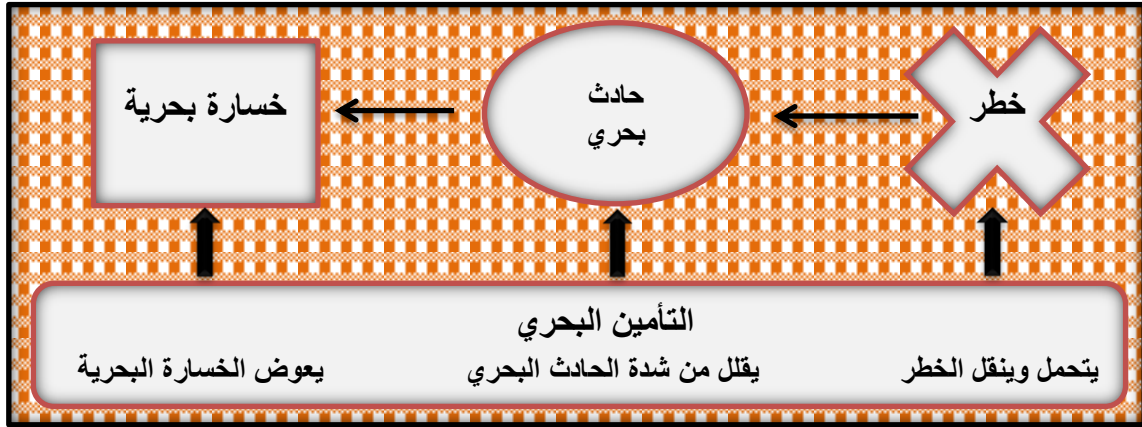 خطر
حادث
بحري
خسارة بحرية
التأمين البحري
يتحمل وينقل الخطر
يقلل من شدة الحادث البحري
يعوض الخسارة البحرية